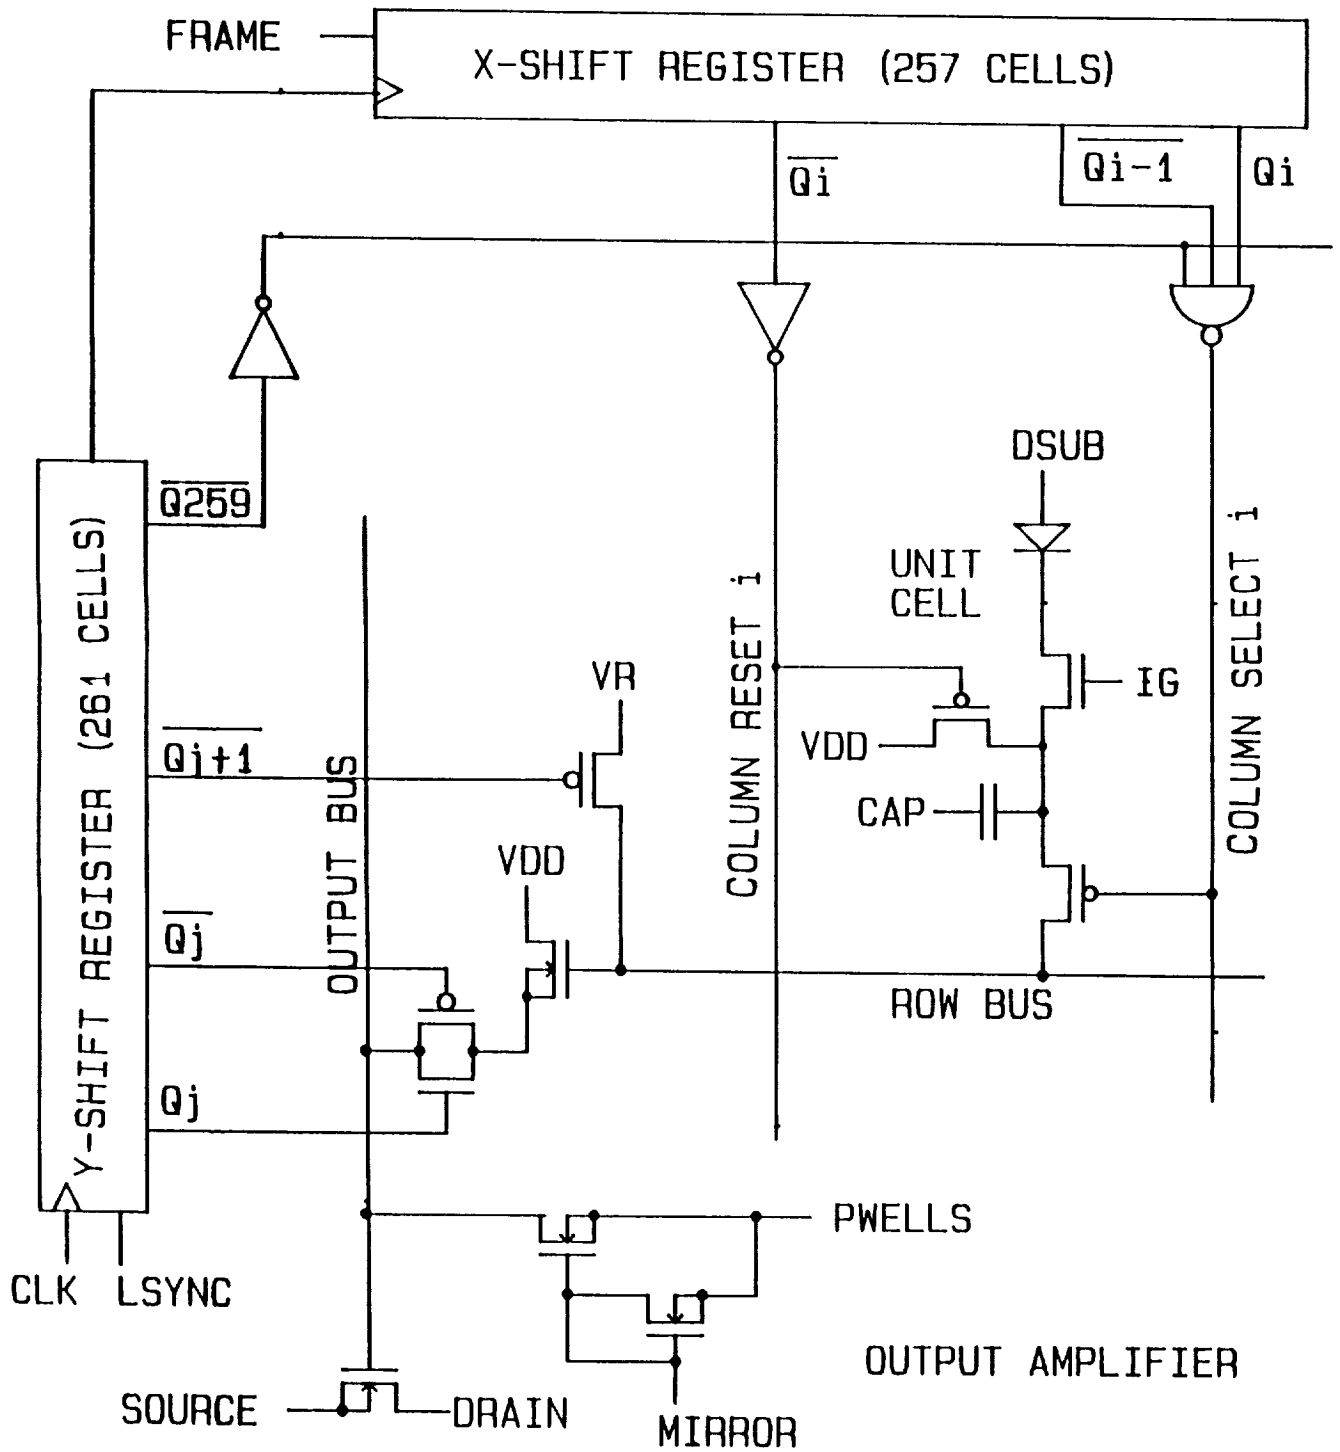 FRAME
X-SHIFT REGISTER (257 CELLS)
Qi
Qi-1
Qi
DSUB
Q259
UNIT
CELL
COLUMN SELECT i
COLUMN RESET i
Y-SHIFT REGISTER (261 CELLS)
VR
IG
Qj+1
VDD
OUTPUT BUS
CAP
VDD
Qj
ROW BUS
Qj
PWELLS
CLK
LSYNC
OUTPUT AMPLIFIER
SOURCE
DRAIN
MIRROR